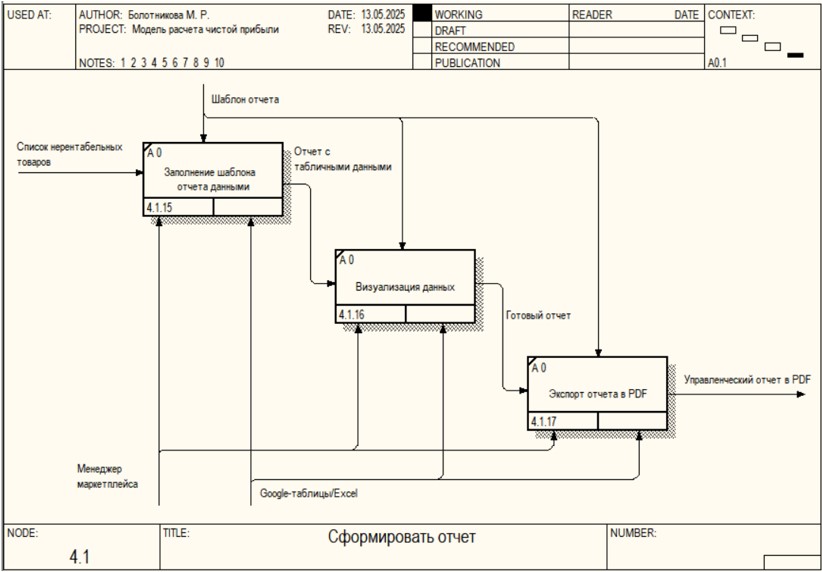 USED AT:
AUTHOR: Болотникова М. Р.
DATE: 13.05.2025
PROJECT: Модель расчета чистой прибыли
REV: 13.05.2025
NOTES: 1 2 3 4 5 6 7 8 9 10
WORKING
DRAFT
RECOMMENDED
PUBLICATION
READER DATE
CONTEXT:
A0.1
Шаблон отчета
Список нерентабельных
товаров
A 0
Заполнение шаблона
отчета данными
4.1.15
Отчет с
табличными данными
A 0
Визуализация данных
4.1.16
Готовый отчет
A 0
Экспорт отчета в PDF
4.1.17
Управленческий отчет в PDF
Менеджер
маркетплейса
Google-таблицы/Excel
NODE:
4.1
TITLE:
Сформировать отчет
NUMBER: